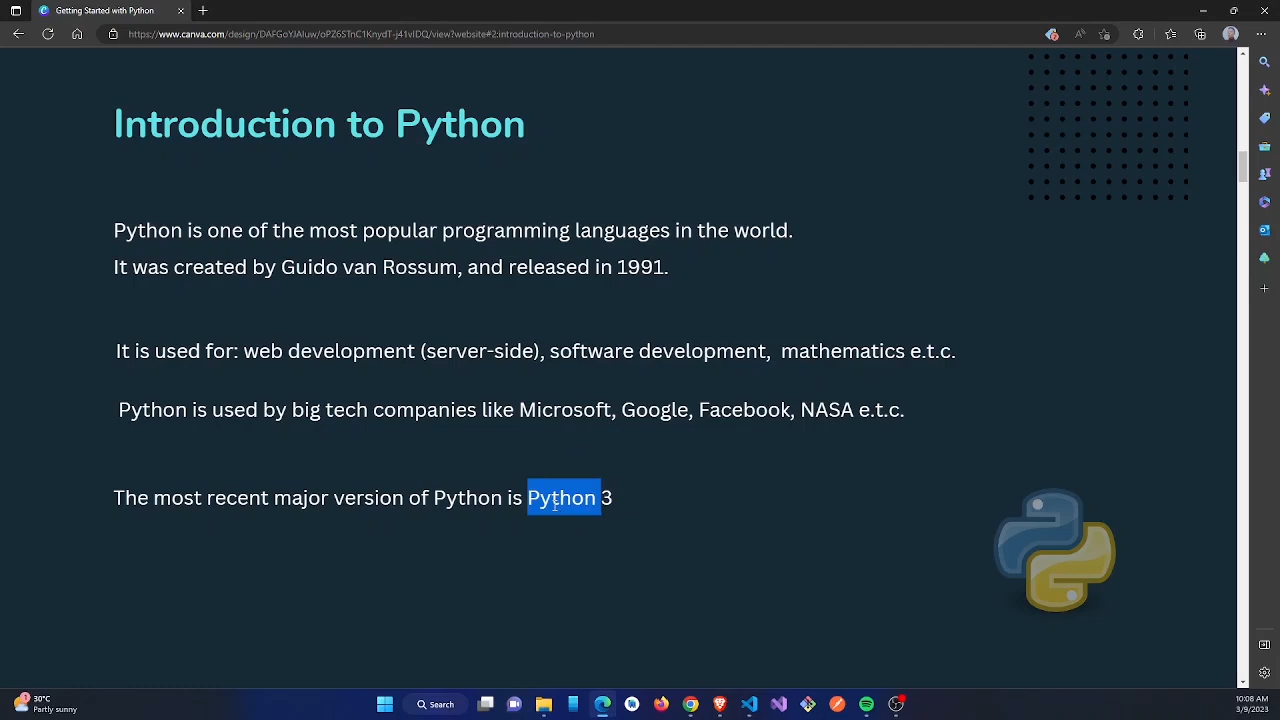 Getting Started with Python
https://www.canva.com/design/DAFGoYJAluw/oPZ6STnC1KnydT-j41vIDQ/view?website#2:introduction-to-python
Introduction to Python
Python is one of the most popular programming languages in the world.
It was created by Guido van Rossum, and released in 1991.
It is used for: web development (server-side), software development, mathematics e.t.c.
Python is used by big tech companies like Microsoft, Google, Facebook, NASA e.t.c.
The most recent major version of Python is Python 3
30°C
Partly sunny
Search
10:08 AM
3/9/2023